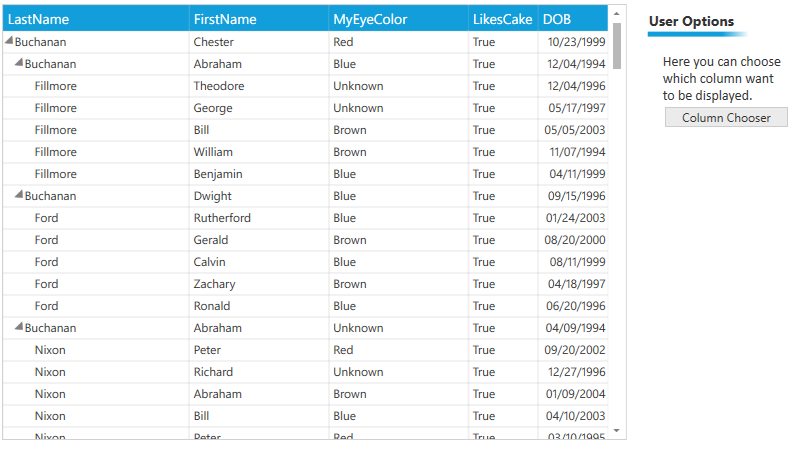 LastName FirstName MyEyeColor LikesCake DOB
Buchanan Chester Red True 10/23/1999
Buchanan Abraham Blue True 12/04/1994
Fillmore Theodore Unknown True 12/04/1996
Fillmore George Unknown True 05/17/1997
Fillmore Bill Brown True 05/05/2003
Fillmore William Brown True 11/07/1994
Fillmore Benjamin Blue True 04/11/1999
Buchanan Dwight Blue True 09/15/1996
Ford Rutherford Blue True 01/24/2003
Ford Gerald Brown True 08/20/2000
Ford Calvin Blue True 08/11/1999
Ford Zachary Brown True 04/18/1997
Ford Ronald Blue True 06/20/1996
Buchanan Abraham Unknown True 04/09/1994
Nixon Peter Red True 09/20/2002
Nixon Richard Unknown True 12/27/1996
Nixon Abraham Brown True 01/09/2004
Nixon Bill Blue True 04/10/2003
Nixon Peter Red True 03/10/1995
User Options
Here you can choose
which column want
to be displayed.
Column Chooser